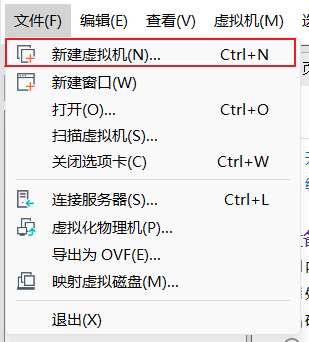 文件(F) 编辑(E) 查看(V) 虚拟机(M)
新建虚拟机(N)... Ctrl+N
新建窗口(W)
打开(O)... Ctrl+O
扫描虚拟机(S)...
关闭选项卡(C) Ctrl+W
连接服务器(S)... Ctrl+L
虚拟化物理机(P)...
导出为 OVF(E)...
映射虚拟磁盘(M)...
退出(X)